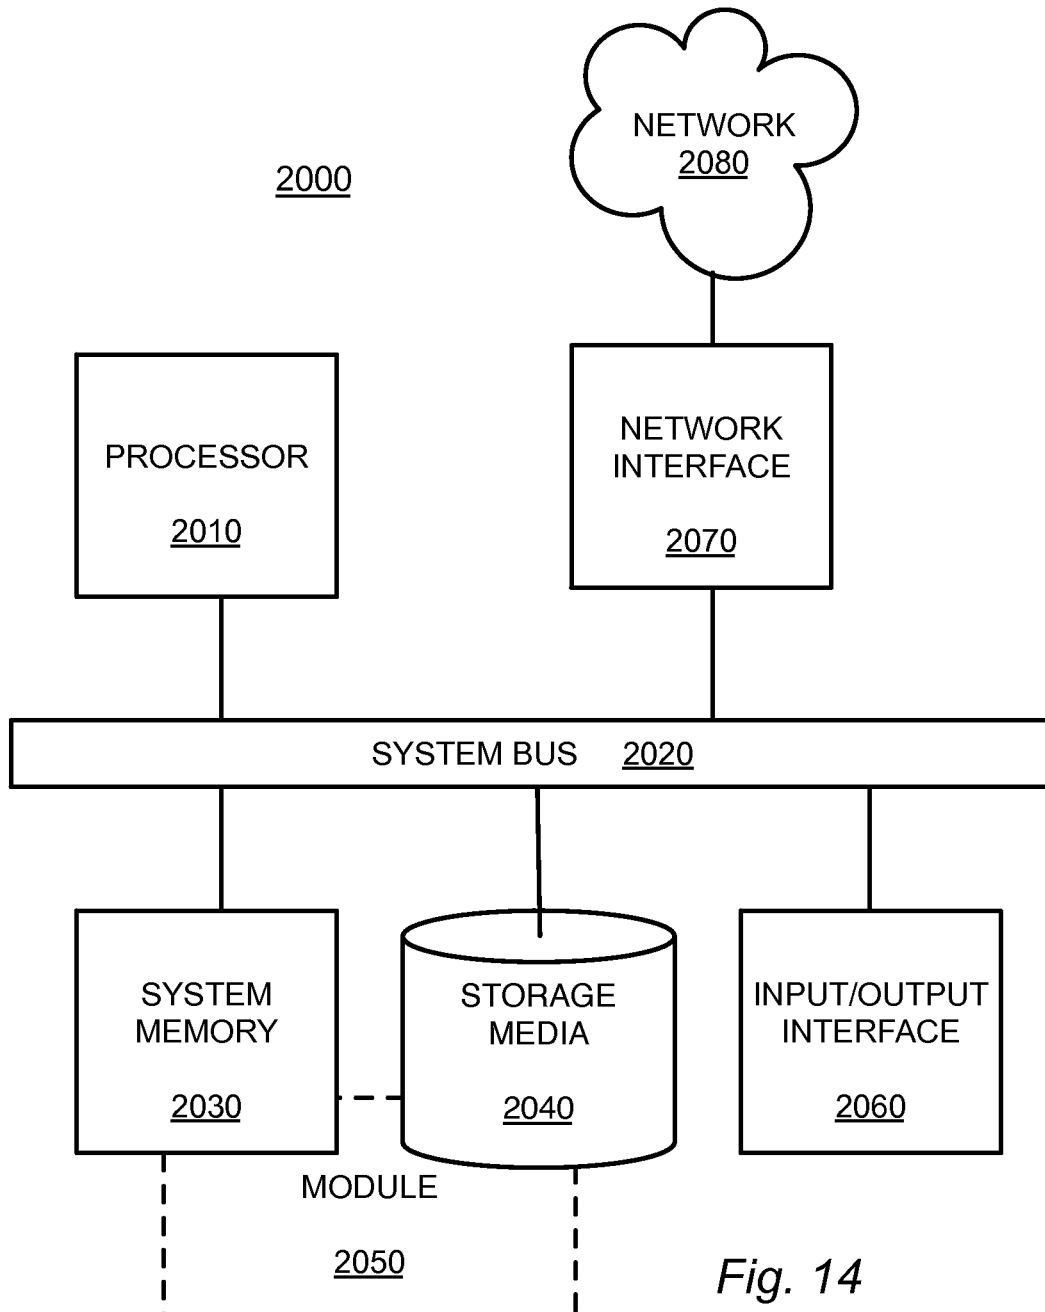 NETWORK
2080
2000
NETWORK
INTERFACE
2070
PROCESSOR
2010
SYSTEM BUS 2020
SYSTEM
MEMORY
2030
STORAGE
MEDIA
2040
INPUT/OUTPUT
INTERFACE
2060
MODULE
2050
Fig. 14